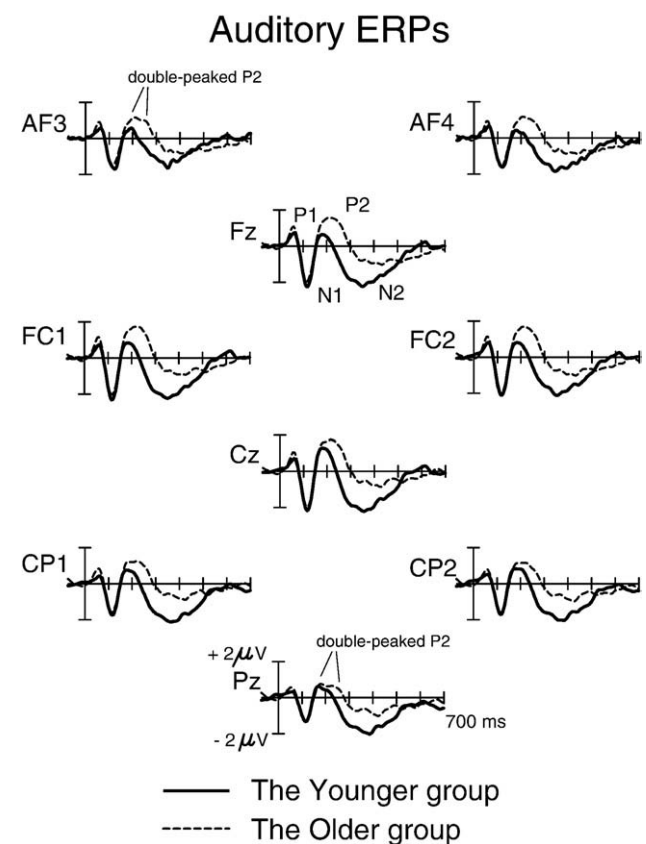 Auditory ERPs
double-peaked P2
AF3
AF4
Fz
P1
P2
N1
N2
FC1
FC2
Cz
CP1
CP2
double-peaked P2
+ 2μV
Pz
- 2μV
700 ms
The Younger group
The Older group